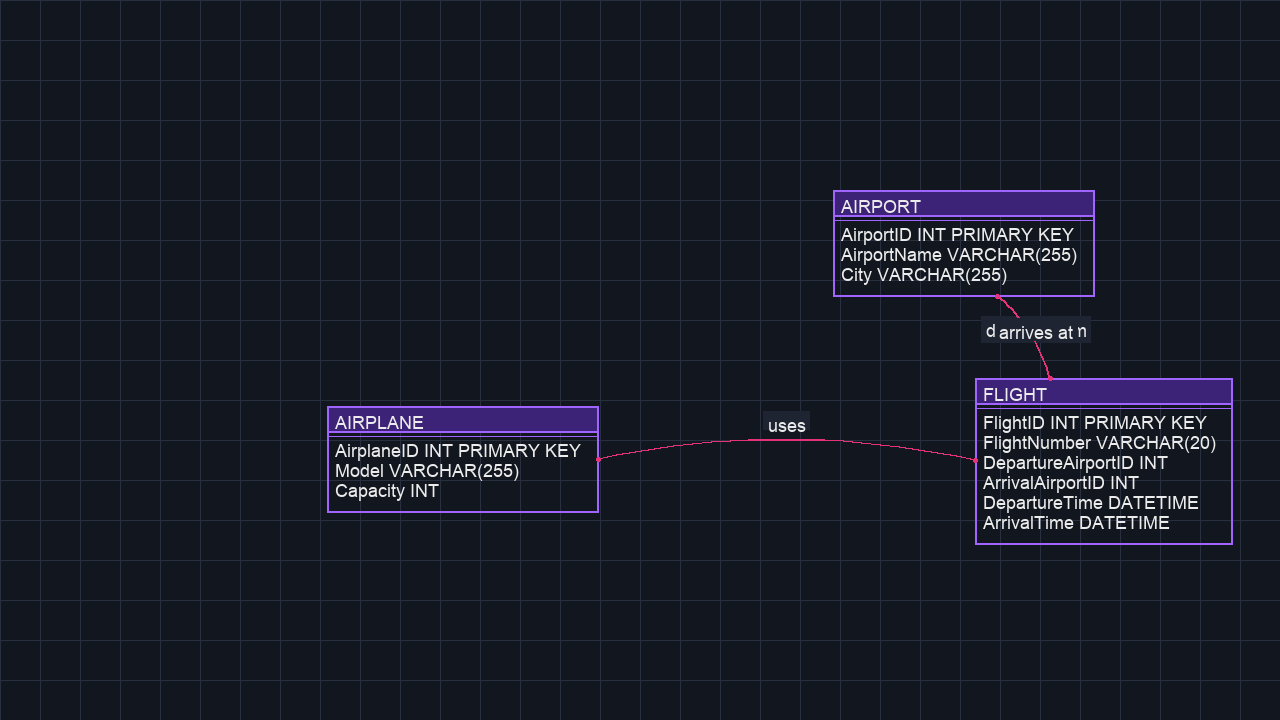 AIRPORT
AirportID INT PRIMARY KEY
AirportName VARCHAR(255)
City VARCHAR(255)
arrives at
FLIGHT
FlightID INT PRIMARY KEY
FlightNumber VARCHAR(20)
DepartureAirportID INT
ArrivalAirportID INT
DepartureTime DATETIME
ArrivalTime DATETIME
AIRPLANE
AirplaneID INT PRIMARY KEY
Model VARCHAR(255)
Capacity INT
uses